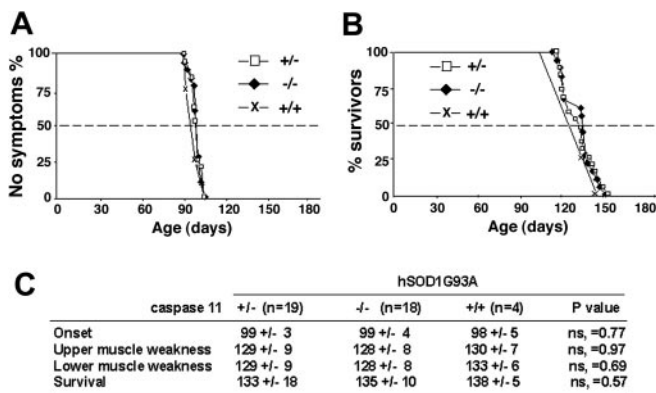 A
B
No symptoms %
100
75
50
25
0
0 30 60 90 120 150 180
Age (days)
+/-
-/-
x +/+
% survivors
100
75
50
25
0
0 30 60 90 120 150 180
Age (days)
+/-
-/-
x +/+
C
hSOD1G93A
caspase 11 +/- (n=19) -/- (n=18) +/+ (n=4) P value
Onset 99 +/- 3 99 +/- 4 98 +/- 5 ns, =0.77
Upper muscle weakness 129 +/- 9 128 +/- 8 130 +/- 7 ns, =0.97
Lower muscle weakness 129 +/- 9 128 +/- 8 133 +/- 6 ns, =0.69
Survival 133 +/- 18 135 +/- 10 138 +/- 5 ns, =0.57